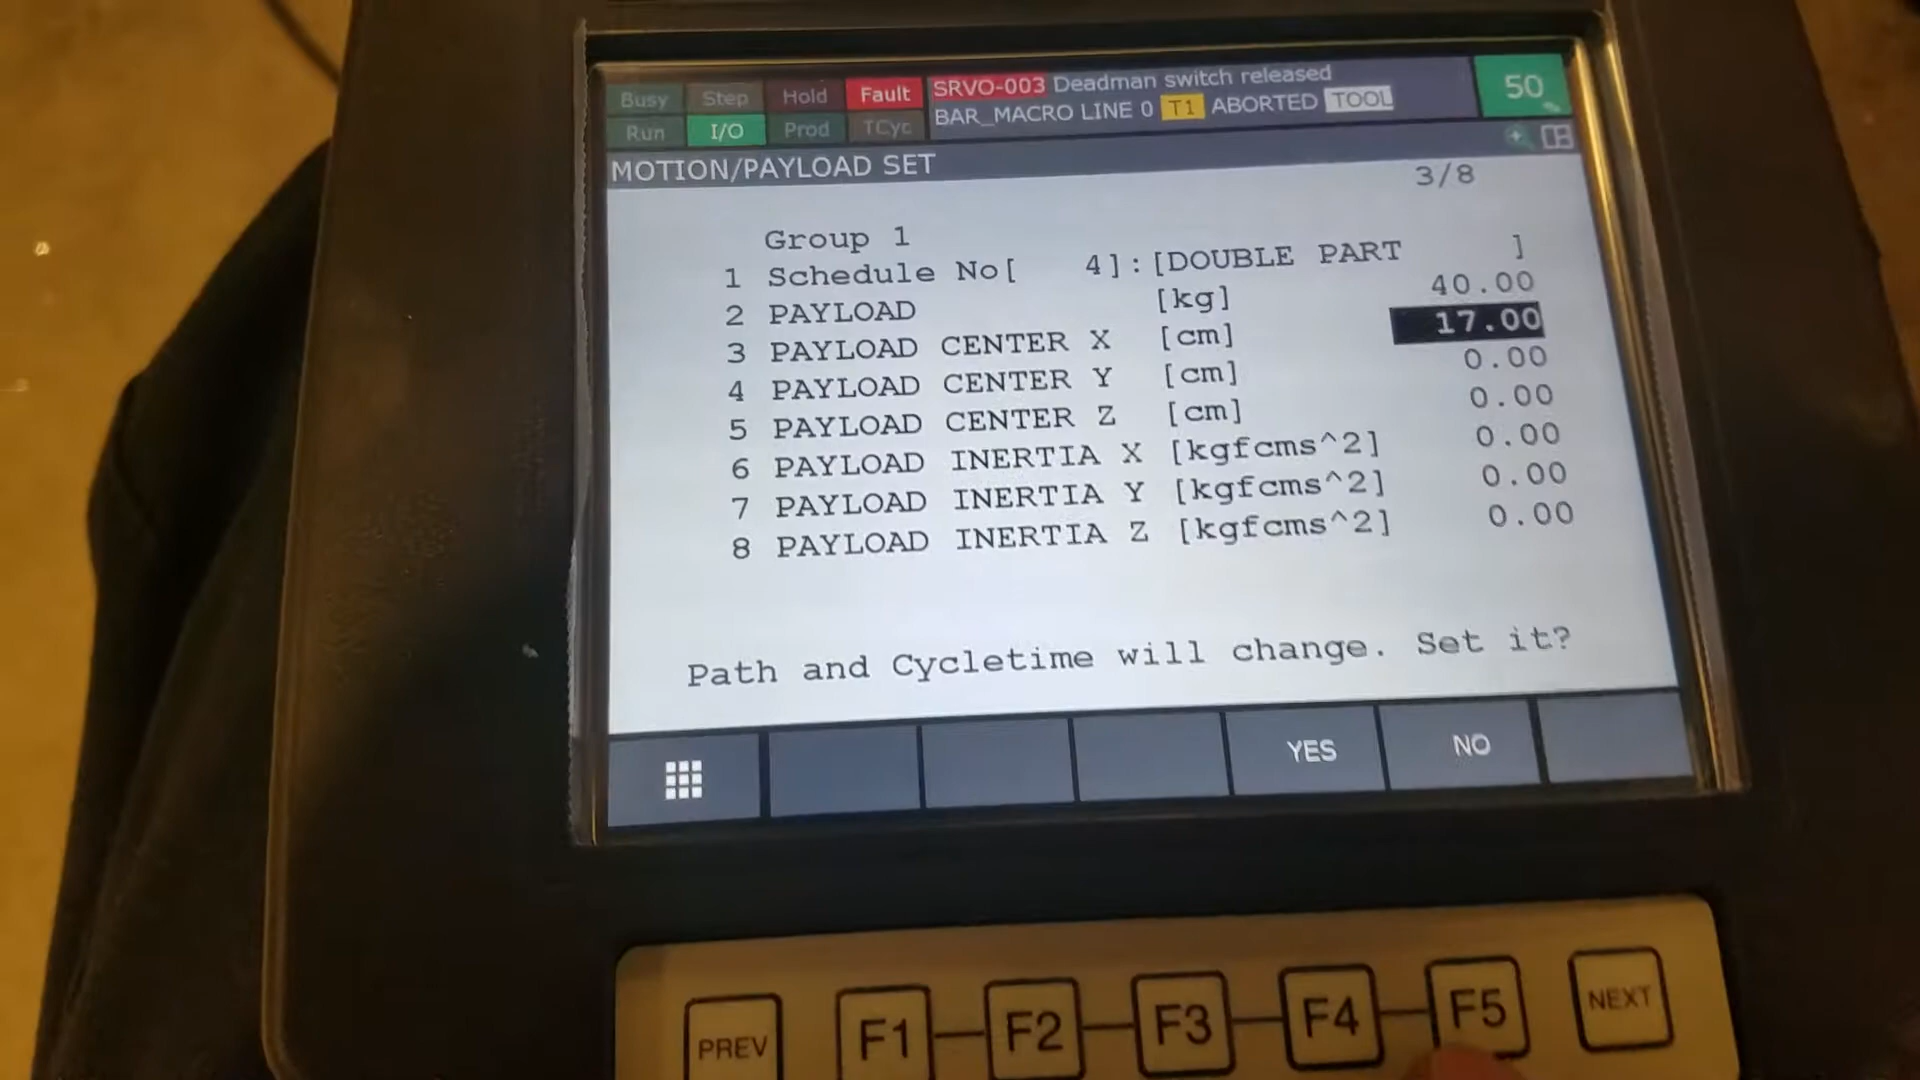 Busy Step Hold Fault SRVO-003 Deadman switch released 50
%
Run I/O Prod TCyc BAR_MACRO LINE 0 T1 ABORTED TOOL
MOTION/PAYLOAD SET
3/8
Group 1
1 Schedule No[ 4]:[DOUBLE PART ]
2 PAYLOAD [kg] 40.00
3 PAYLOAD CENTER X [cm] 17.00
4 PAYLOAD CENTER Y [cm] 0.00
5 PAYLOAD CENTER Z [cm] 0.00
6 PAYLOAD INERTIA X [kgfcms^2] 0.00
7 PAYLOAD INERTIA Y [kgfcms^2] 0.00
8 PAYLOAD INERTIA Z [kgfcms^2] 0.00
Path and Cycletime will change. Set it?
YES NO
PREV F1 F2 F3 F4 F5 NEXT